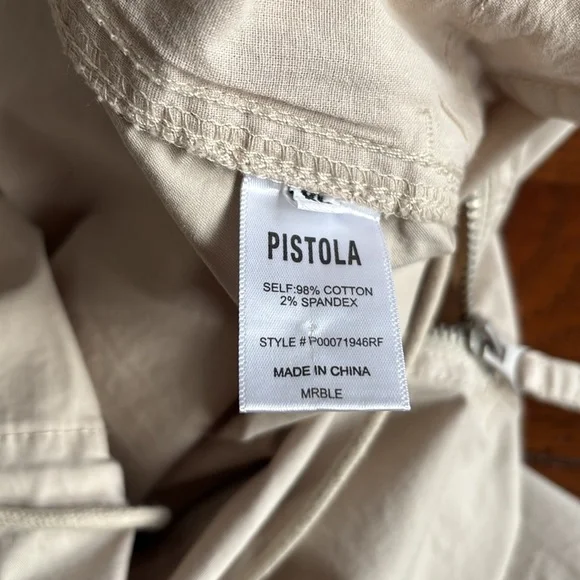 PISTOLA
SELF:98% COTTON
2% SPANDEX
STYLE # P00071946RF
MADE IN CHINA
MRBLE